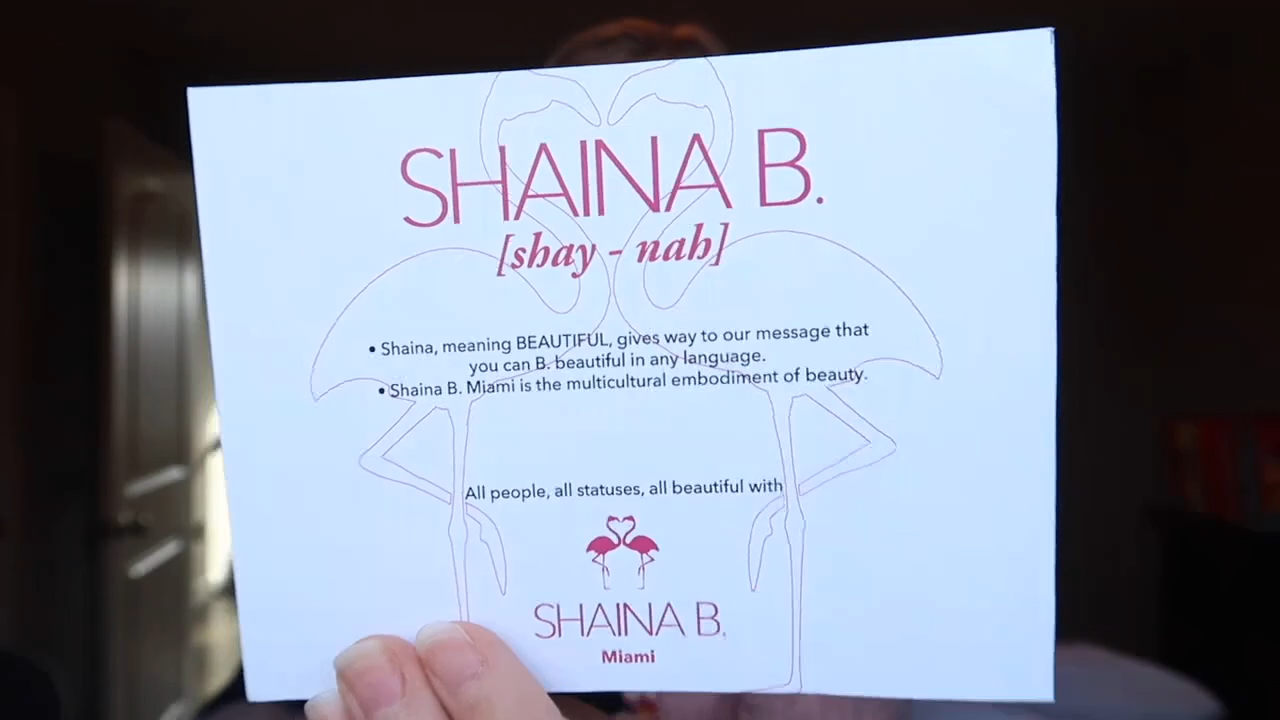 SHAINA B.
[shay - nah]
• Shaina, meaning BEAUTIFUL, gives way to our message that
you can B. beautiful in any language.
• Shaina B. Miami is the multicultural embodiment of beauty.
All people, all statuses, all beautiful with
SHAINA B.
Miami